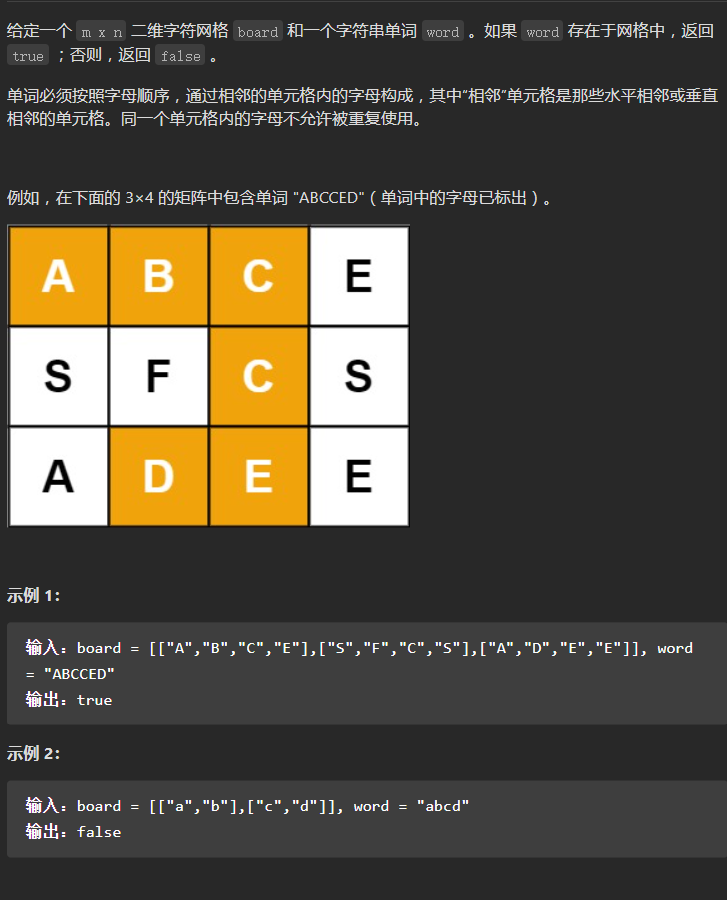 给定一个 m x n 二维字符网格 board 和一个字符串单词 word 。如果 word 存在于网格中，返回
true ；否则，返回 false 。
单词必须按照字母顺序，通过相邻的单元格内的字母构成，其中“相邻”单元格是那些水平相邻或垂直
相邻的单元格。同一个单元格内的字母不允许被重复使用。
例如，在下面的 3×4 的矩阵中包含单词 "ABCCED"（单词中的字母已标出）。
A B C E
S F C S
A D E E
示例 1：
输入：board = [["A","B","C","E"],["S","F","C","S"],["A","D","E","E"]], word
= "ABCCED"
输出：true
示例 2：
输入：board = [["a","b"],["c","d"]], word = "abcd"
输出：false